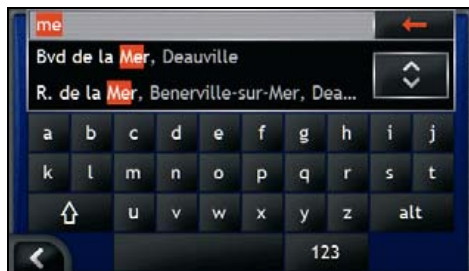 me
Bvd de la Mer, Deauville
R. de la Mer, Benerville-sur-Mer, Dea...
a b c d e f g h i j
k l m n o p q r s t
u v w x y z alt
123